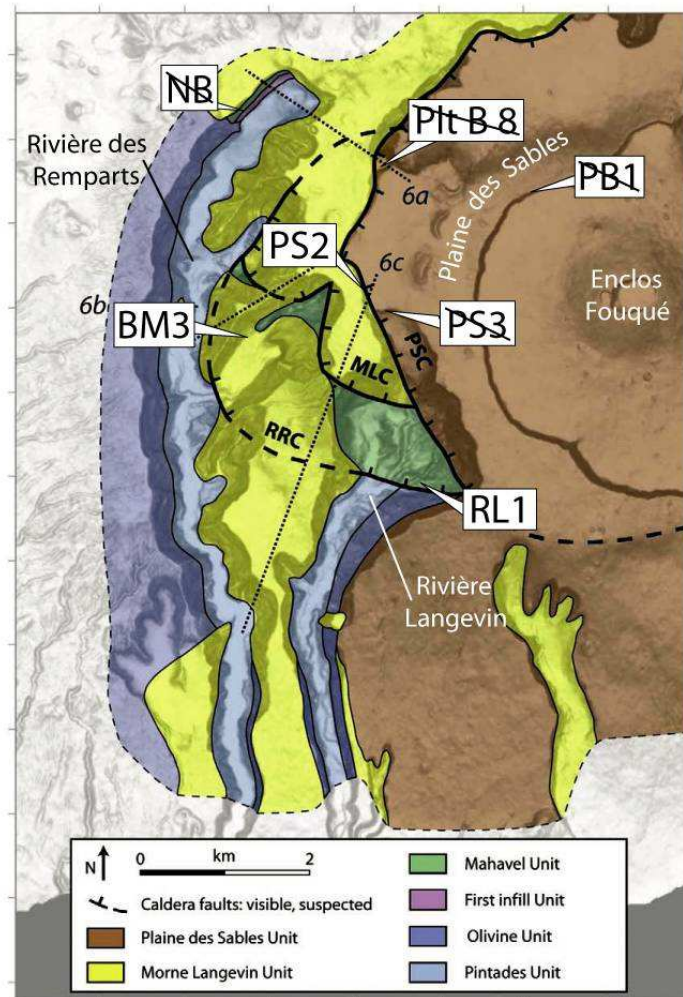 NB
Plt B 8
Rivière des
Remparts
Plaine des Sables
PB1
6a
PS2
6c
Enclos
Fouqué
6b
BM3
PS3
MLC
PSC
RRC
RL1
Rivière
Langevin
N
0 km 2
Caldera faults: visible, suspected
Plaine des Sables Unit
Morne Langevin Unit
Mahavel Unit
First infill Unit
Olivine Unit
Pintades Unit